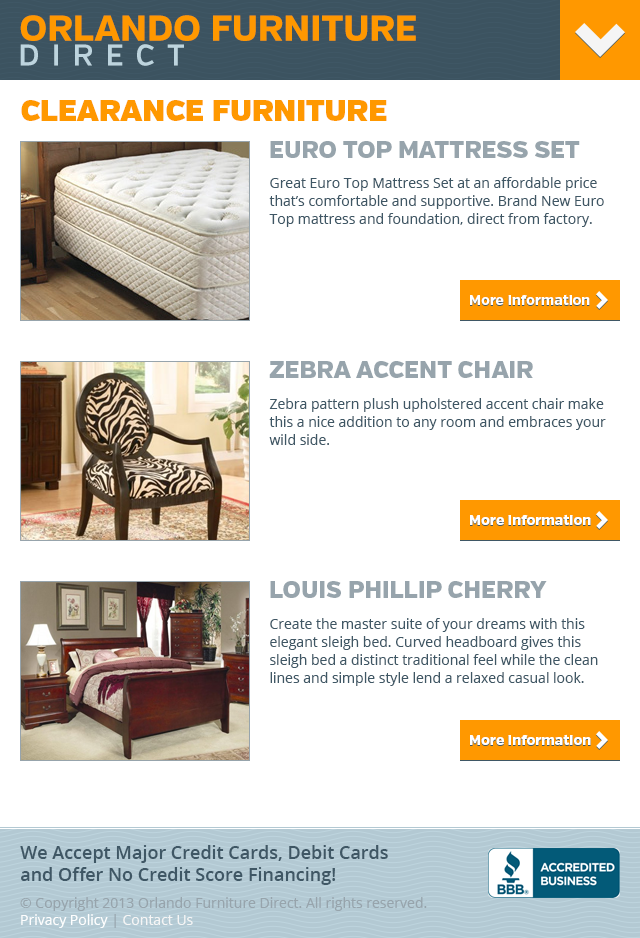 ORLANDO FURNITURE
DIRECT
CLEARANCE FURNITURE
EURO TOP MATTRESS SET
Great Euro Top Mattress Set at an affordable price
that’s comfortable and supportive. Brand New Euro
Top mattress and foundation, direct from factory.
More Information
ZEBRA ACCENT CHAIR
Zebra pattern plush upholstered accent chair make
this a nice addition to any room and embraces your
wild side.
More Information
LOUIS PHILLIP CHERRY
Create the master suite of your dreams with this
elegant sleigh bed. Curved headboard gives this
sleigh bed a distinct traditional feel while the clean
lines and simple style lend a relaxed casual look.
More Information
We Accept Major Credit Cards, Debit Cards
and Offer No Credit Score Financing!
BBB.
ACCREDITED
BUSINESS
© Copyright 2013 Orlando Furniture Direct. All rights reserved.
Privacy Policy | Contact Us